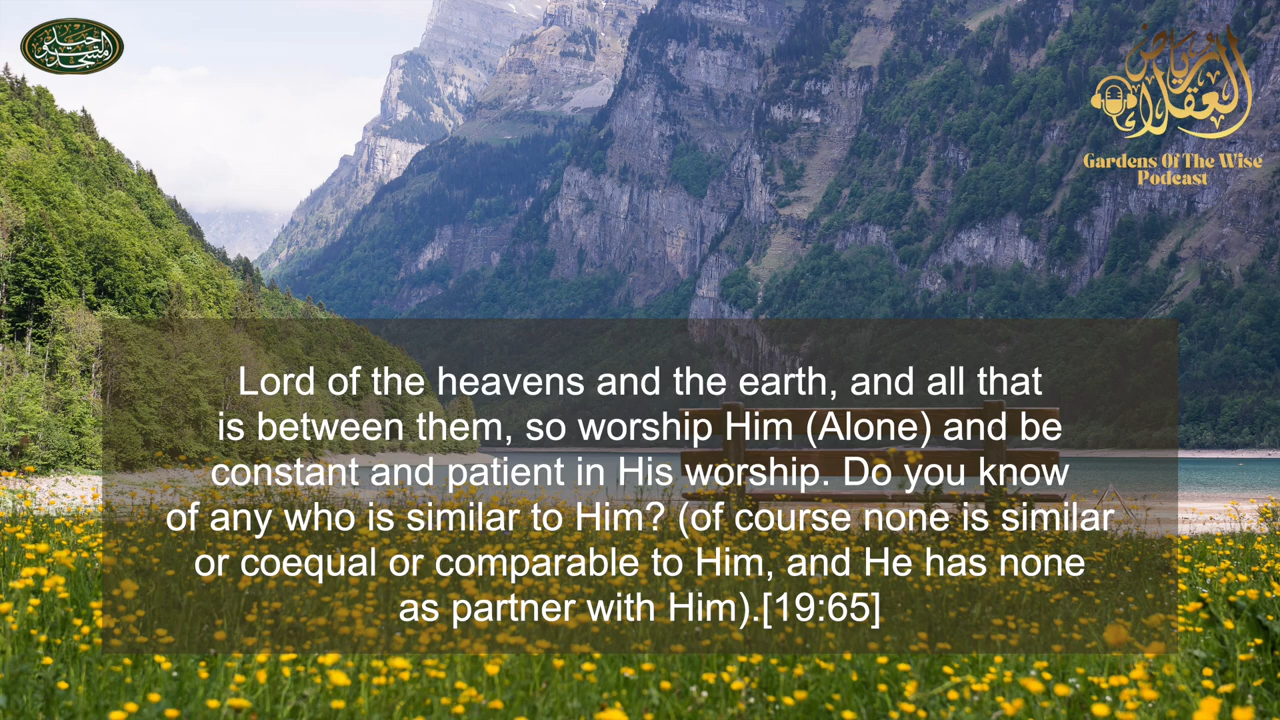 رياض
العقلاء
Gardens Of The Wise
Podcast
Lord of the heavens and the earth, and all that
is between them, so worship Him (Alone) and be
constant and patient in His worship. Do you know
of any who is similar to Him? (of course none is similar
or coequal or comparable to Him, and He has none
as partner with Him).[19:65]